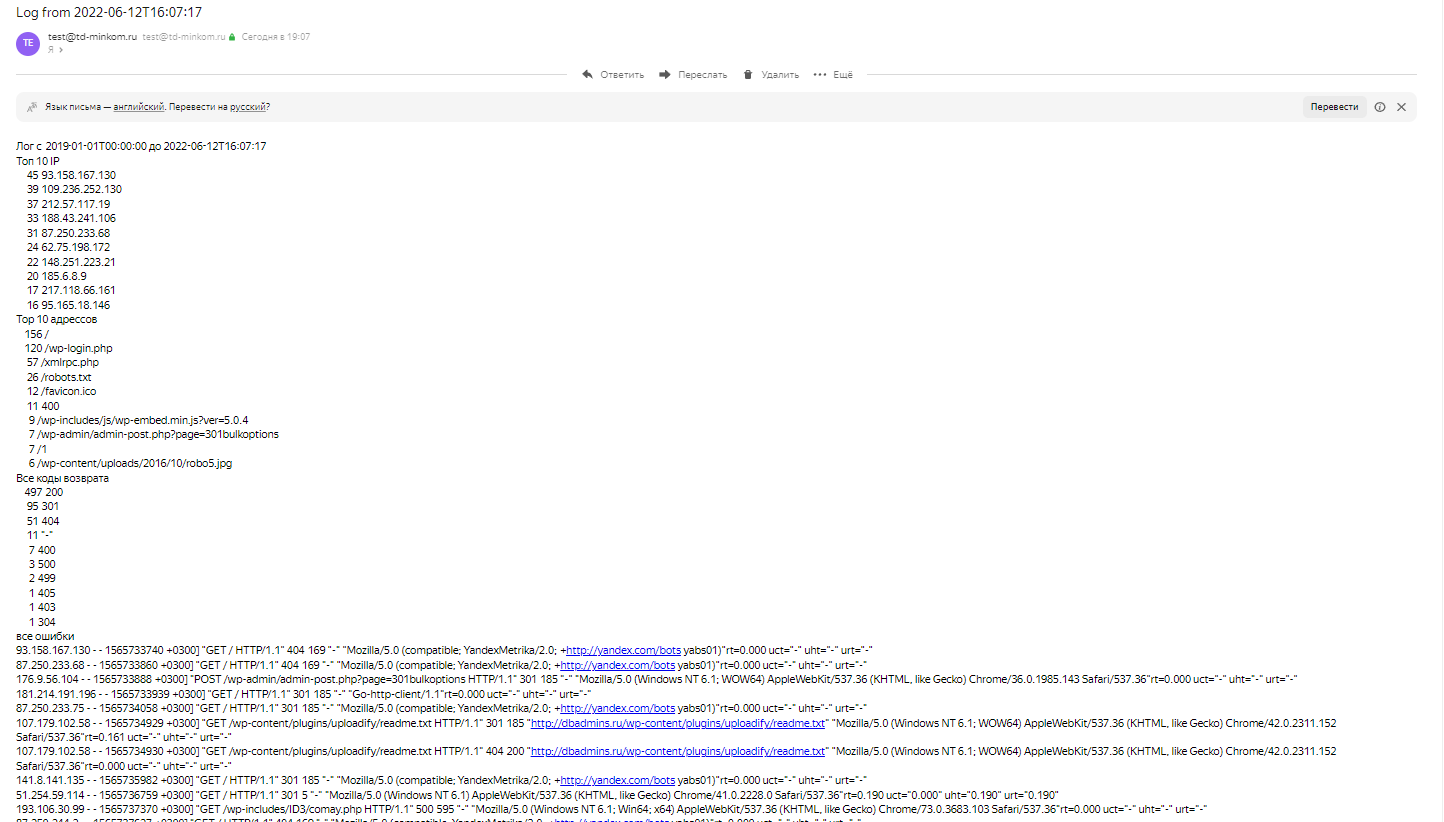 Log from 2022-06-12T16:07:17
TE
test@td-minkom.ru test@td-minkom.ru Сегодня в 19:07
Я >
Ответить Переслать Удалить Ещё
Язык письма — английский. Перевести на русский? Перевести
Лог с 2019-01-01T00:00:00 до 2022-06-12T16:07:17
Топ 10 IP
45 93.158.167.130
39 109.236.252.130
37 212.57.117.19
33 188.43.241.106
31 87.250.233.68
24 62.75.198.172
22 148.251.223.21
20 185.6.8.9
17 217.118.66.161
16 95.165.18.146
Top 10 адрессов
156 /
120 /wp-login.php
57 /xmlrpc.php
26 /robots.txt
12 /favicon.ico
11 400
9 /wp-includes/js/wp-embed.min.js?ver=5.0.4
7 /wp-admin/admin-post.php?page=301bulkoptions
7 /1
6 /wp-content/uploads/2016/10/robo5.jpg
Все коды возврата
497 200
95 301
51 404
11 "-"
7 400
3 500
2 499
1 405
1 403
1 304
все ошибки
93.158.167.130 - - 1565733740 +0300] "GET / HTTP/1.1" 404 169 "-" "Mozilla/5.0 (compatible; YandexMetrika/2.0; +http://yandex.com/bots yabs01)"rt=0.000 uct="-" uht="-" urt="-"
87.250.233.68 - - 1565733860 +0300] "GET / HTTP/1.1" 404 169 "-" "Mozilla/5.0 (compatible; YandexMetrika/2.0; +http://yandex.com/bots yabs01)"rt=0.000 uct="-" uht="-" urt="-"
176.9.56.104 - - 1565733888 +0300] "POST /wp-admin/admin-post.php?page=301bulkoptions HTTP/1.1" 301 185 "-" "Mozilla/5.0 (Windows NT 6.1; WOW64) AppleWebKit/537.36 (KHTML, like Gecko) Chrome/36.0.1985.143 Safari/537.36"rt=0.000 uct="-" uht="-" urt="-"
181.214.191.196 - - 1565733939 +0300] "GET / HTTP/1.1" 301 185 "-" "Go-http-client/1.1"rt=0.000 uct="-" uht="-" urt="-"
87.250.233.75 - - 1565734058 +0300] "GET / HTTP/1.1" 301 185 "-" "Mozilla/5.0 (compatible; YandexMetrika/2.0; +http://yandex.com/bots yabs01)"rt=0.000 uct="-" uht="-" urt="-"
107.179.102.58 - - 1565734929 +0300] "GET /wp-content/plugins/uploadify/readme.txt HTTP/1.1" 301 185 "http://dbadmins.ru/wp-content/plugins/uploadify/readme.txt" "Mozilla/5.0 (Windows NT 6.1; WOW64) AppleWebKit/537.36 (KHTML, like Gecko) Chrome/42.0.2311.152
Safari/537.36"rt=0.161 uct="-" uht="-" urt="-"
107.179.102.58 - - 1565734930 +0300] "GET /wp-content/plugins/uploadify/readme.txt HTTP/1.1" 404 200 "http://dbadmins.ru/wp-content/plugins/uploadify/readme.txt" "Mozilla/5.0 (Windows NT 6.1; WOW64) AppleWebKit/537.36 (KHTML, like Gecko) Chrome/42.0.2311.152
Safari/537.36"rt=0.000 uct="-" uht="-" urt="-"
141.8.141.135 - - 1565735982 +0300] "GET / HTTP/1.1" 301 185 "-" "Mozilla/5.0 (compatible; YandexMetrika/2.0; +http://yandex.com/bots yabs01)"rt=0.000 uct="-" uht="-" urt="-"
51.254.59.114 - - 1565736759 +0300] "GET / HTTP/1.1" 301 5 "-" "Mozilla/5.0 (Windows NT 6.1) AppleWebKit/537.36 (KHTML, like Gecko) Chrome/41.0.2228.0 Safari/537.36"rt=0.190 uct="0.000" uht="0.190" urt="0.190"
193.106.30.99 - - 1565737370 +0300] "GET /wp-includes/ID3/comay.php HTTP/1.1" 500 595 "-" "Mozilla/5.0 (Windows NT 6.1; Win64; x64) AppleWebKit/537.36 (KHTML, like Gecko) Chrome/73.0.3683.103 Safari/537.36"rt=0.000 uct="-" uht="-" urt="-"